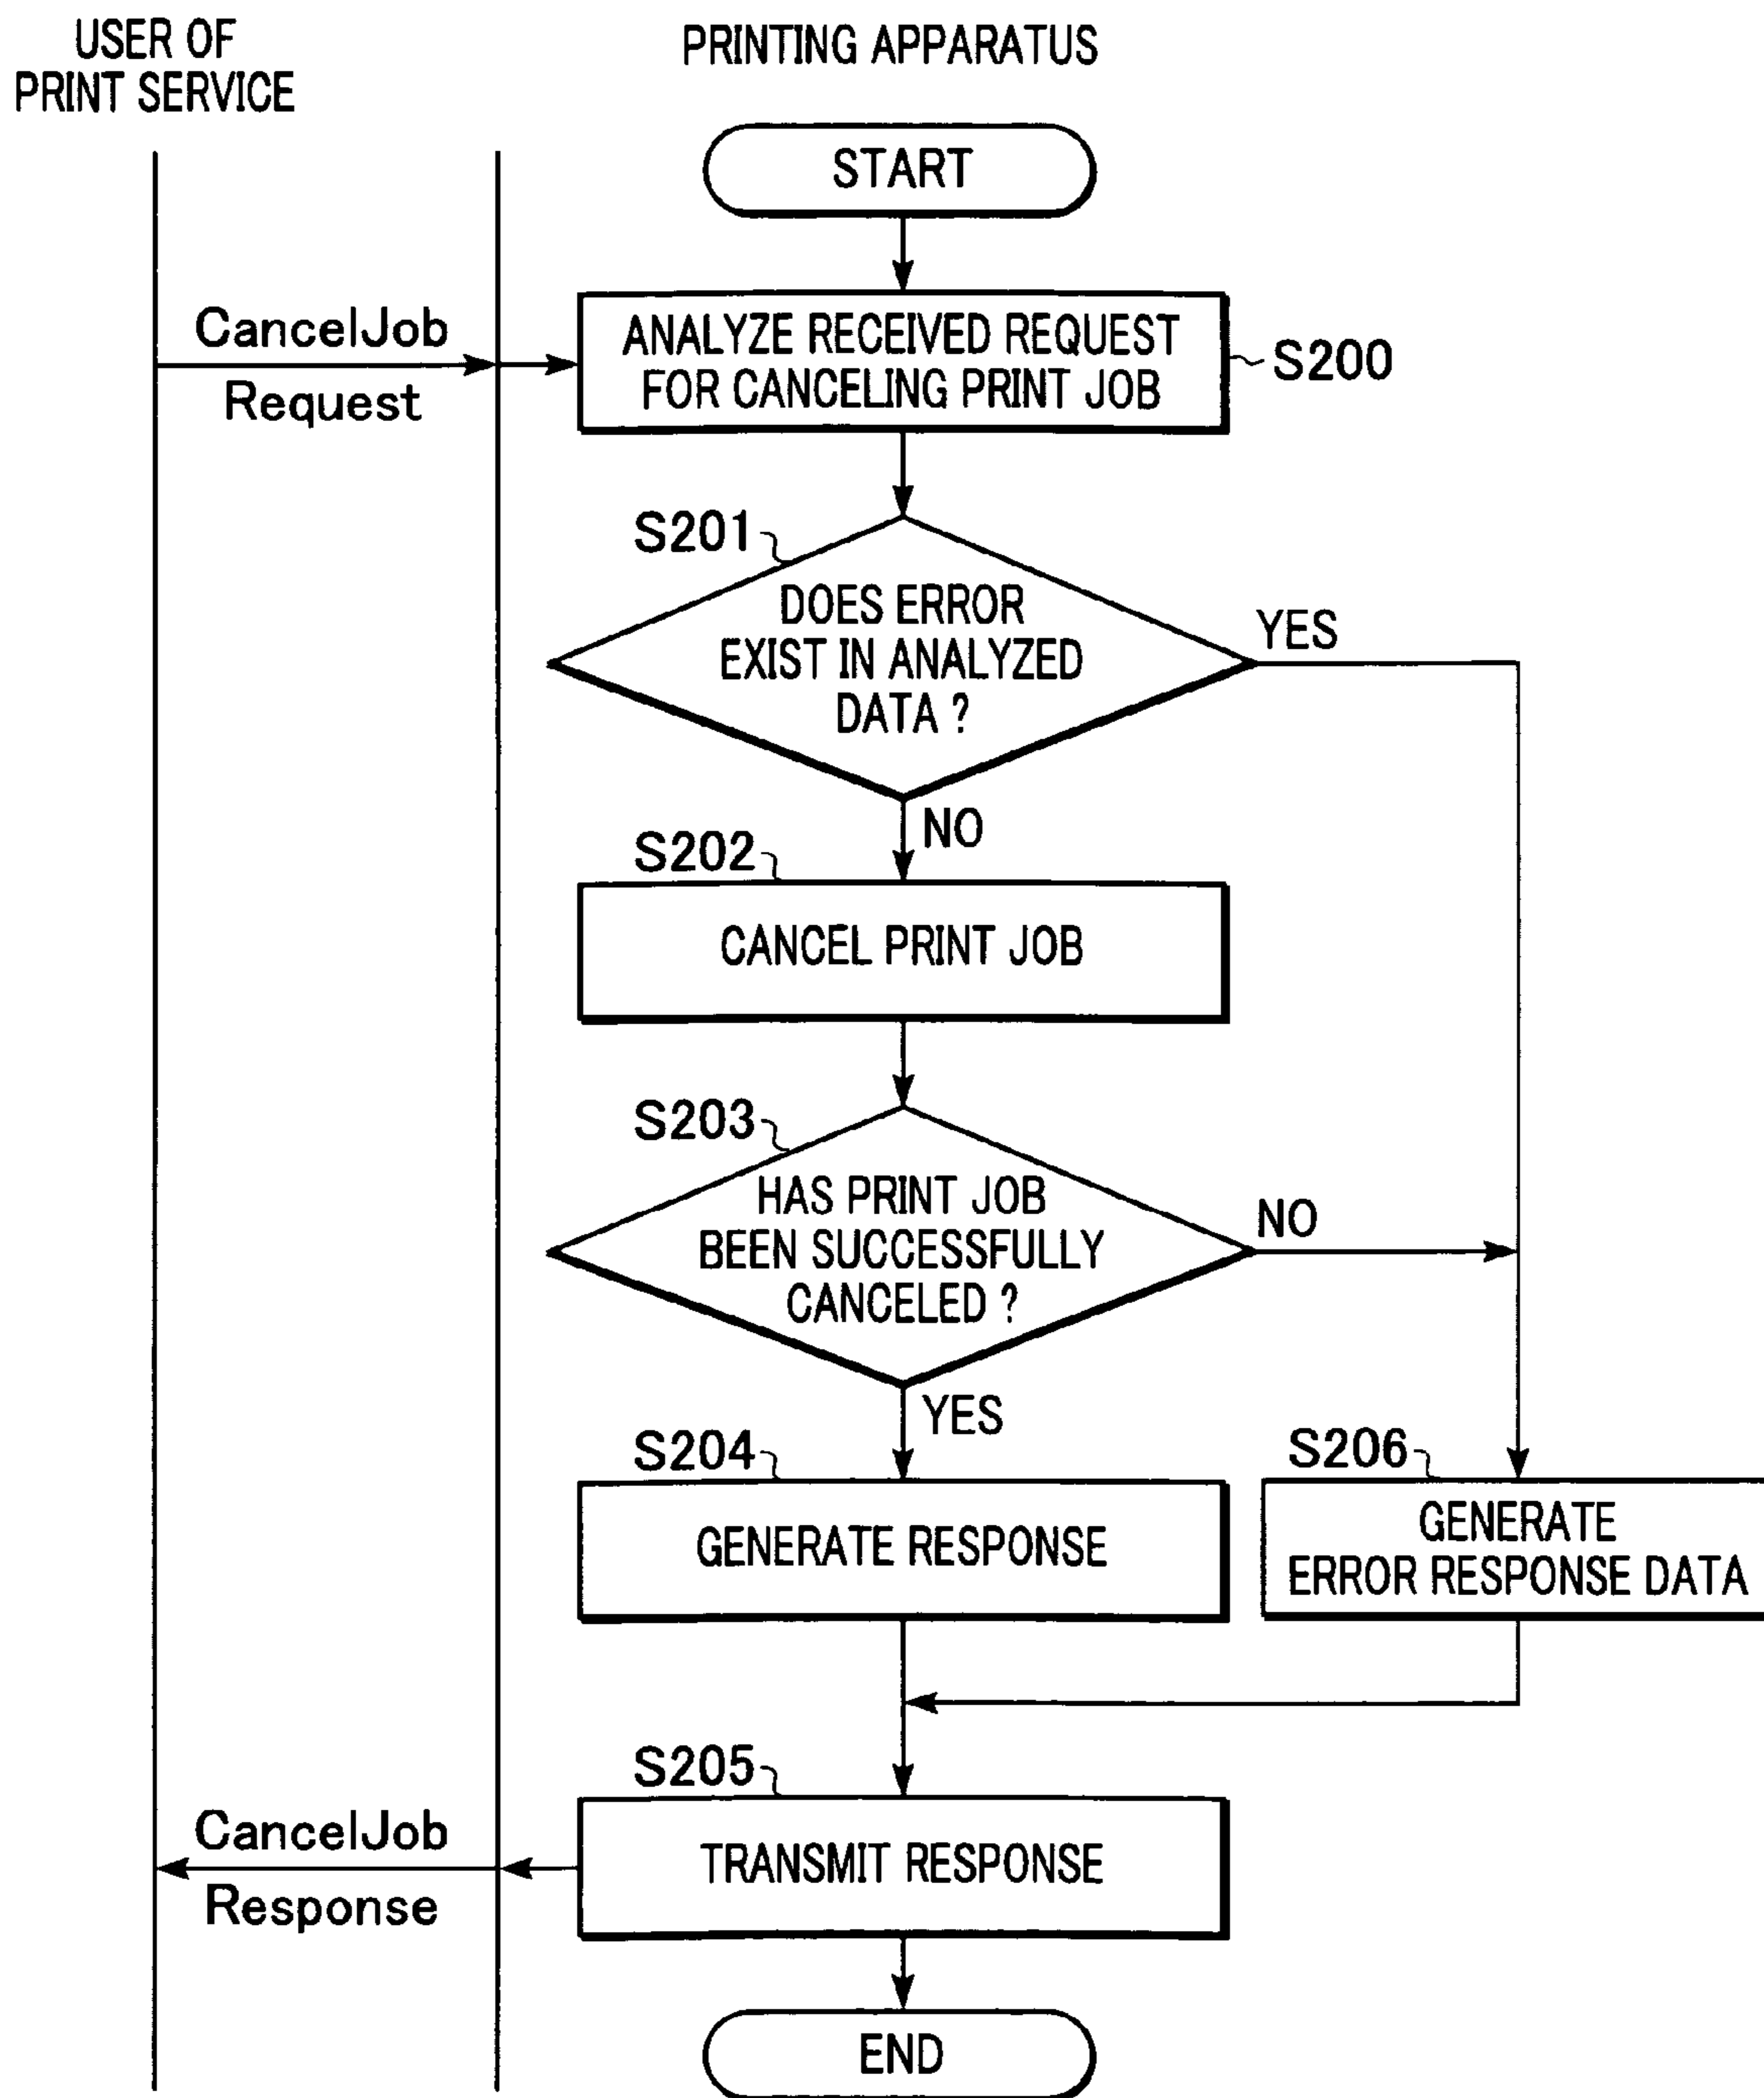 USER OF
PRINT SERVICE
PRINTING APPARATUS
START
CancelJob
Request
ANALYZE RECEIVED REQUEST
FOR CANCELING PRINT JOB
S200
S201
DOES ERROR
EXIST IN ANALYZED
DATA ?
YES
NO
S202
CANCEL PRINT JOB
S203
HAS PRINT JOB
BEEN SUCCESSFULLY
CANCELED ?
NO
YES
S204
GENERATE RESPONSE
S206
GENERATE
ERROR RESPONSE DATA
S205
TRANSMIT RESPONSE
CancelJob
Response
END